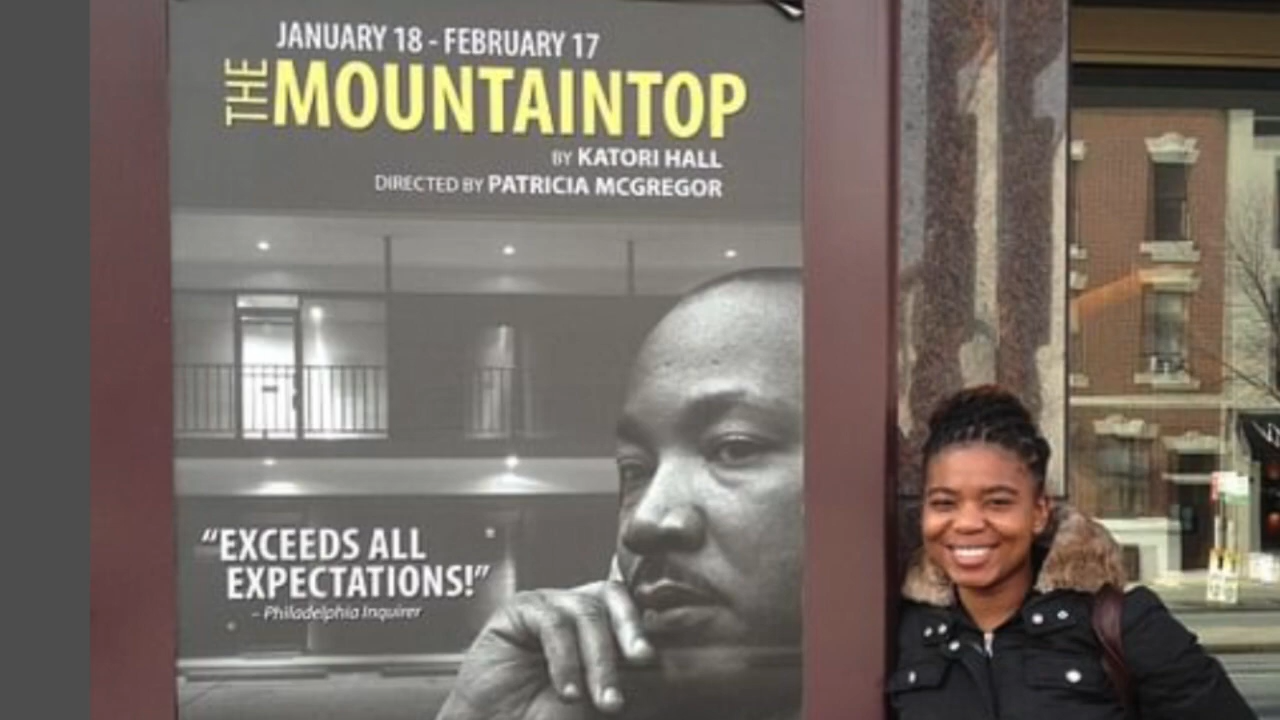 JANUARY 18 - FEBRUARY 17
THE MOUNTAINTOP
BY KATORI HALL
DIRECTED BY PATRICIA MCGREGOR
“EXCEEDS ALL
EXPECTATIONS!”
– Philadelphia Inquirer